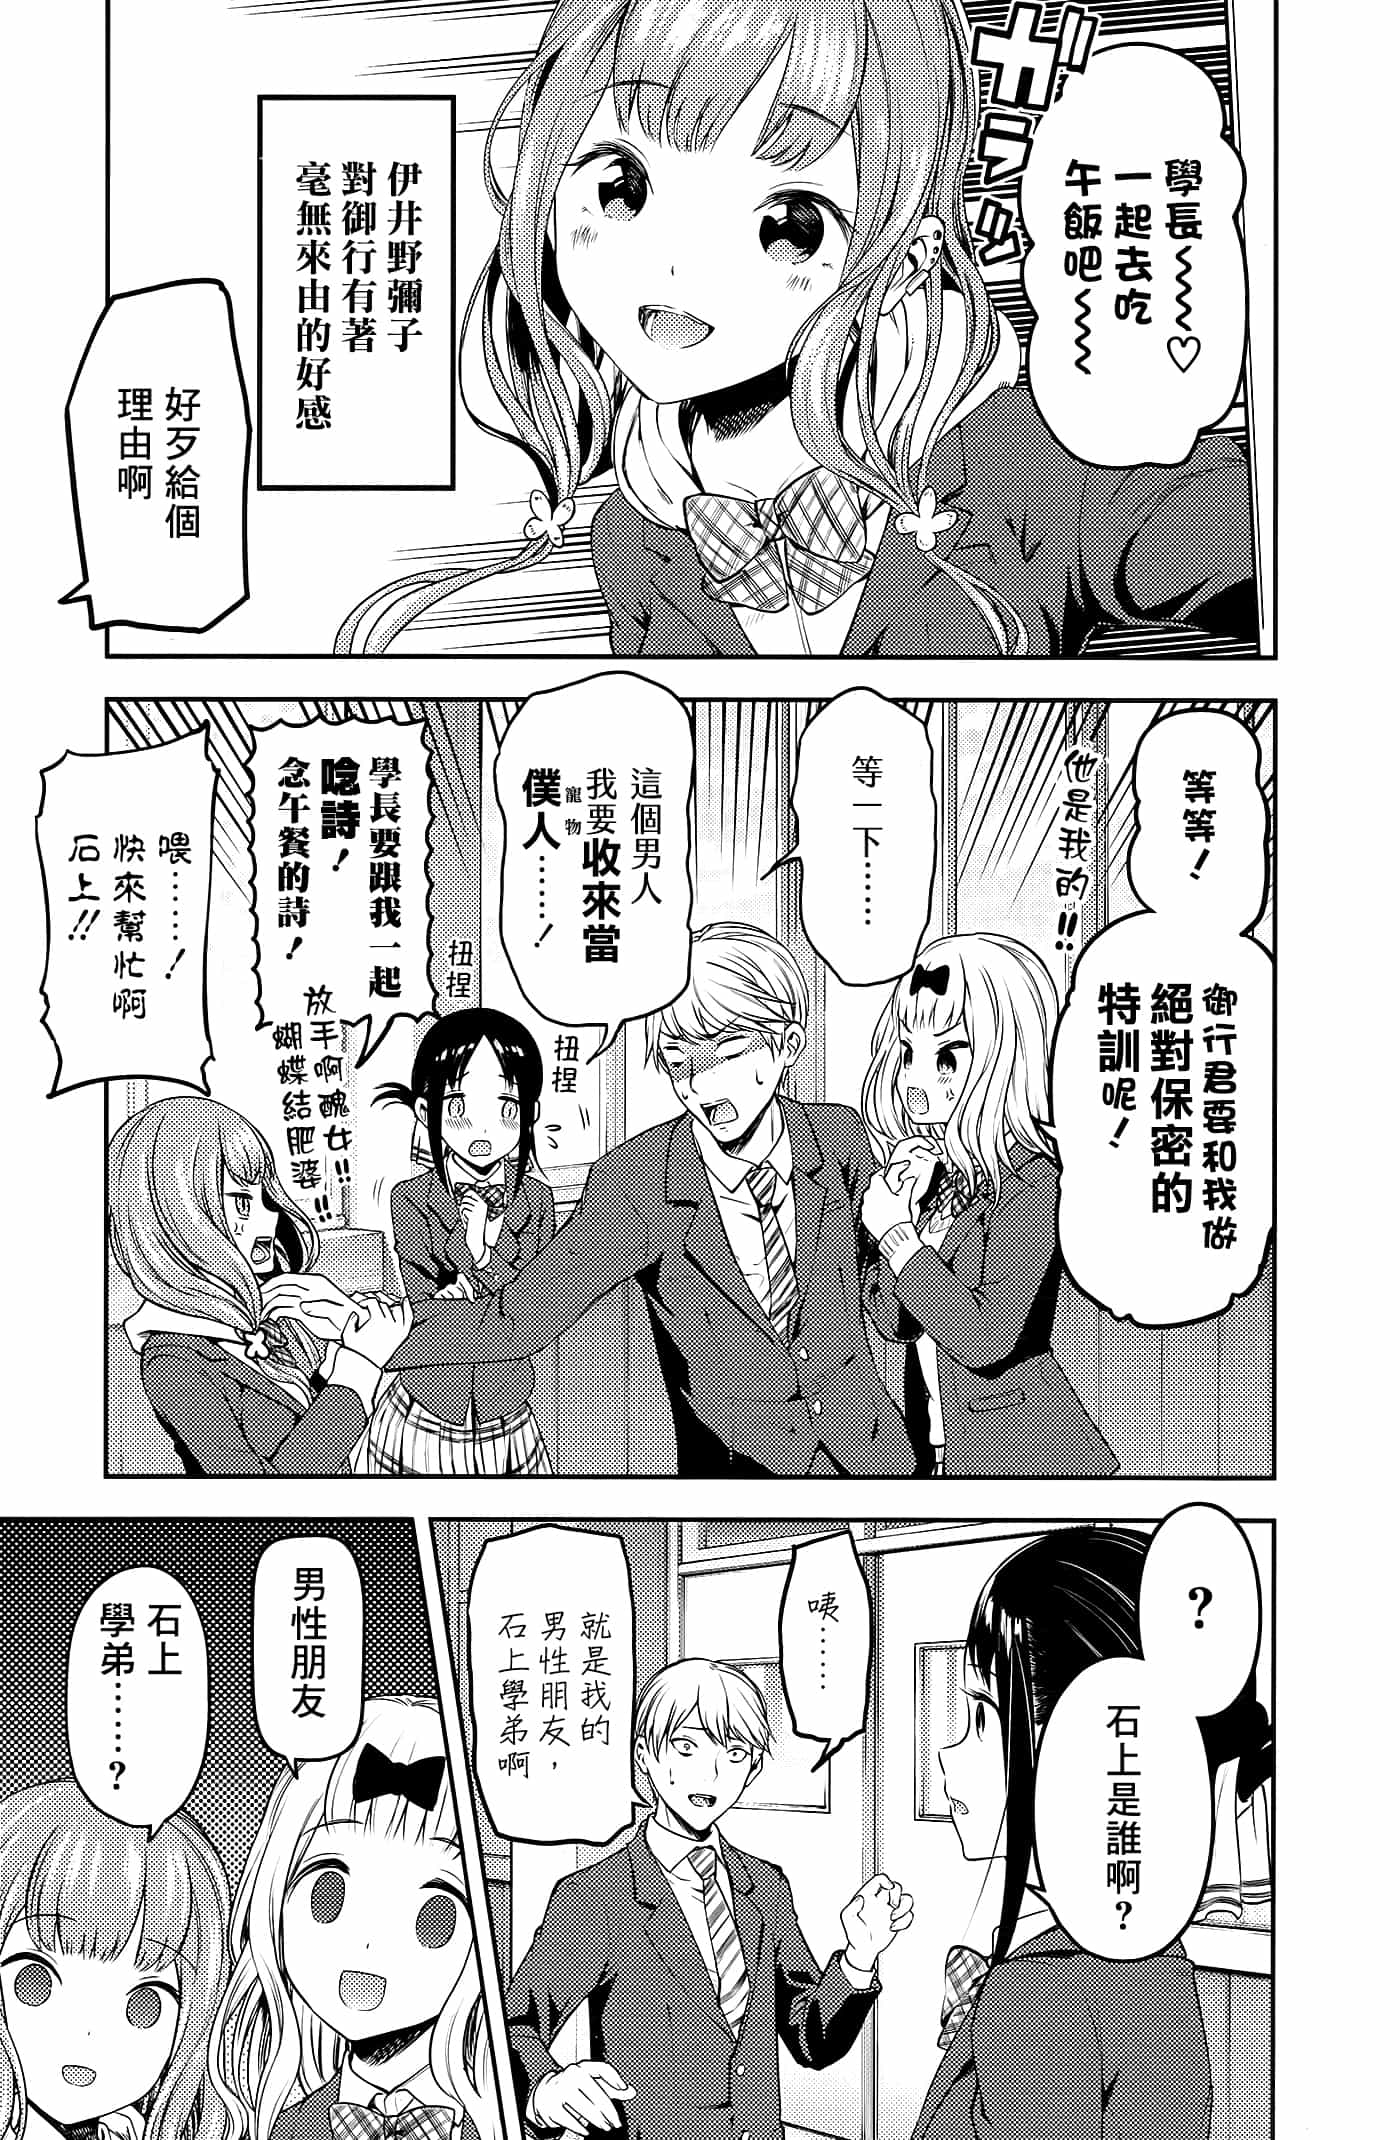 ガラッ
學長～～♡
一起去吃
午飯吧～～
伊井野彌子
對御行有著
毫無來由的好感
好歹給個
理由啊
等等！
御行君要和我做
絕對保密的
特訓呢！
他是我的！！
等一下……
這個男人
我要收來當
僕人……！
寵物
學長要跟我一起
唸詩！
念午餐的詩！
扭捏
扭捏
放手啊醜女！！
蝴蝶結肥婆！！
喂……！
快來幫忙啊
石上！！
？
石上是誰啊？
咦……
就是我的
男性朋友，
石上學弟啊
男性朋友
石上
學弟……？